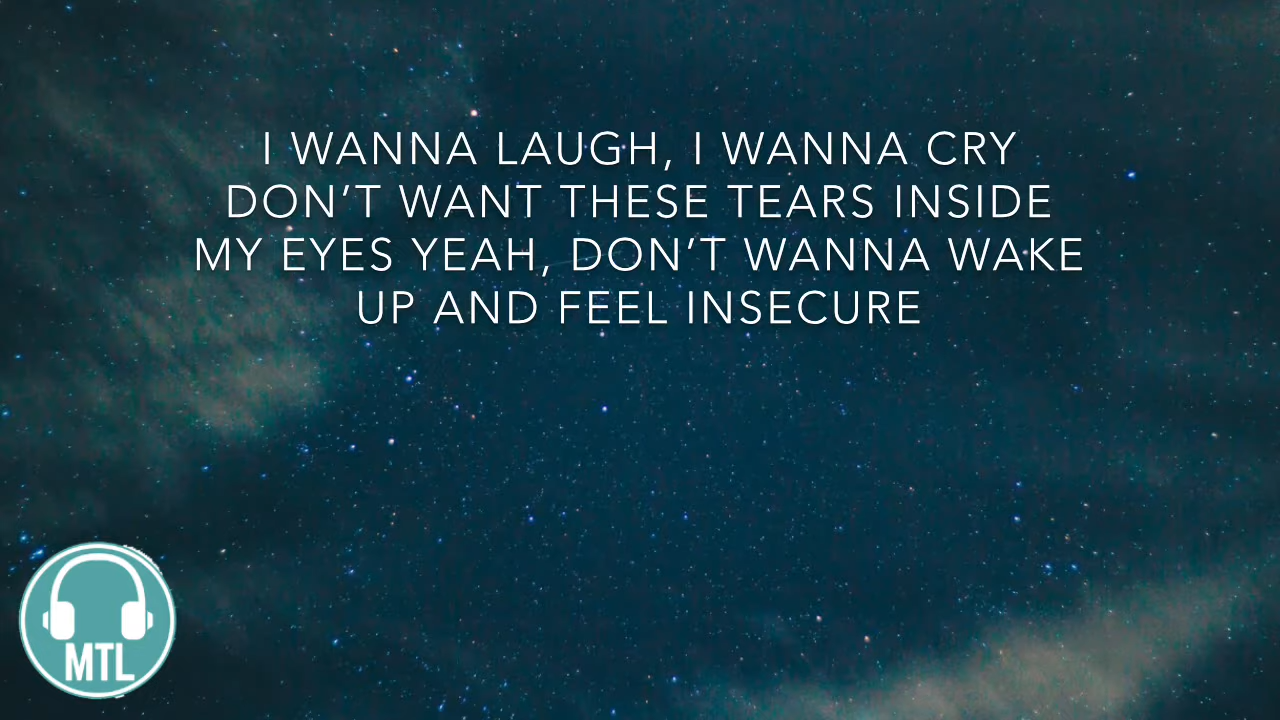 I WANNA LAUGH, I WANNA CRY
DON’T WANT THESE TEARS INSIDE
MY EYES YEAH, DON’T WANNA WAKE
UP AND FEEL INSECURE
MTL